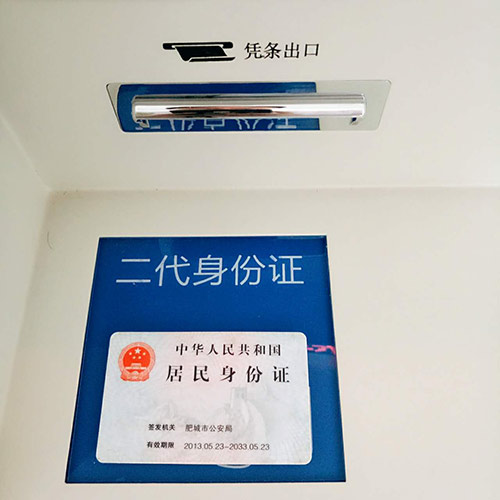 凭条出口
二代身份证
中华人民共和国
居民身份证
签发机关 肥城市公安局
有效期限 2013.05.23-2033.05.23